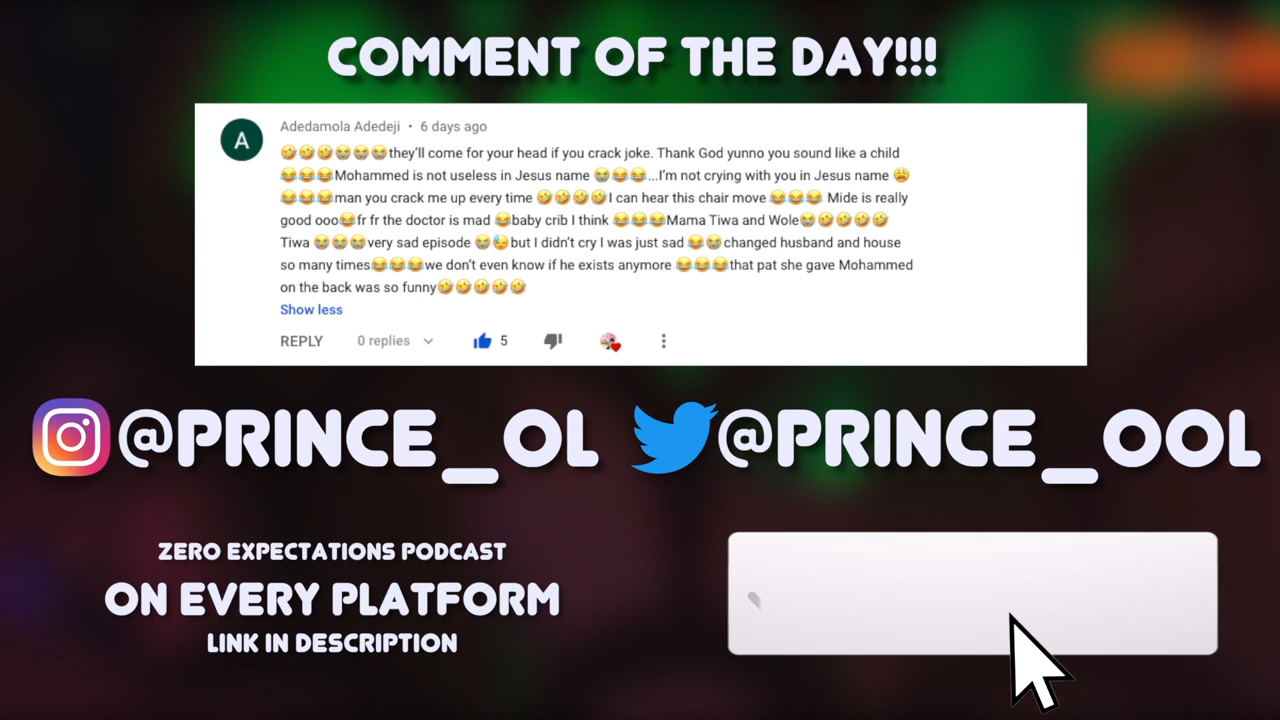 COMMENT OF THE DAY!!!
A
Adedamola Adedeji • 6 days ago
🤣🤣🤣😭😭😭they'll come for your head if you crack joke. Thank God yunno you sound like a child
😂😂😂Mohammed is not useless in Jesus name 😭😂😂...I'm not crying with you in Jesus name 😩
😂😂😂man you crack me up every time 🤣🤣🤣🤣I can hear this chair move 😂😂😂 Mide is really
good ooo😂fr fr the doctor is mad 😂baby crib I think 😂😂😂Mama Tiwa and Wole😭🤣🤣🤣🤣
Tiwa 😭😭😭very sad episode 😭😓but I didn't cry I was just sad 😂😭changed husband and house
so many times😂😂😂we don't even know if he exists anymore 😂😂😂that pat she gave Mohammed
on the back was so funny🤣🤣🤣🤣🤣
Show less
REPLY 0 replies 5
@PRINCE__OL @PRINCE__OOL
ZERO EXPECTATIONS PODCAST
ON EVERY PLATFORM
LINK IN DESCRIPTION